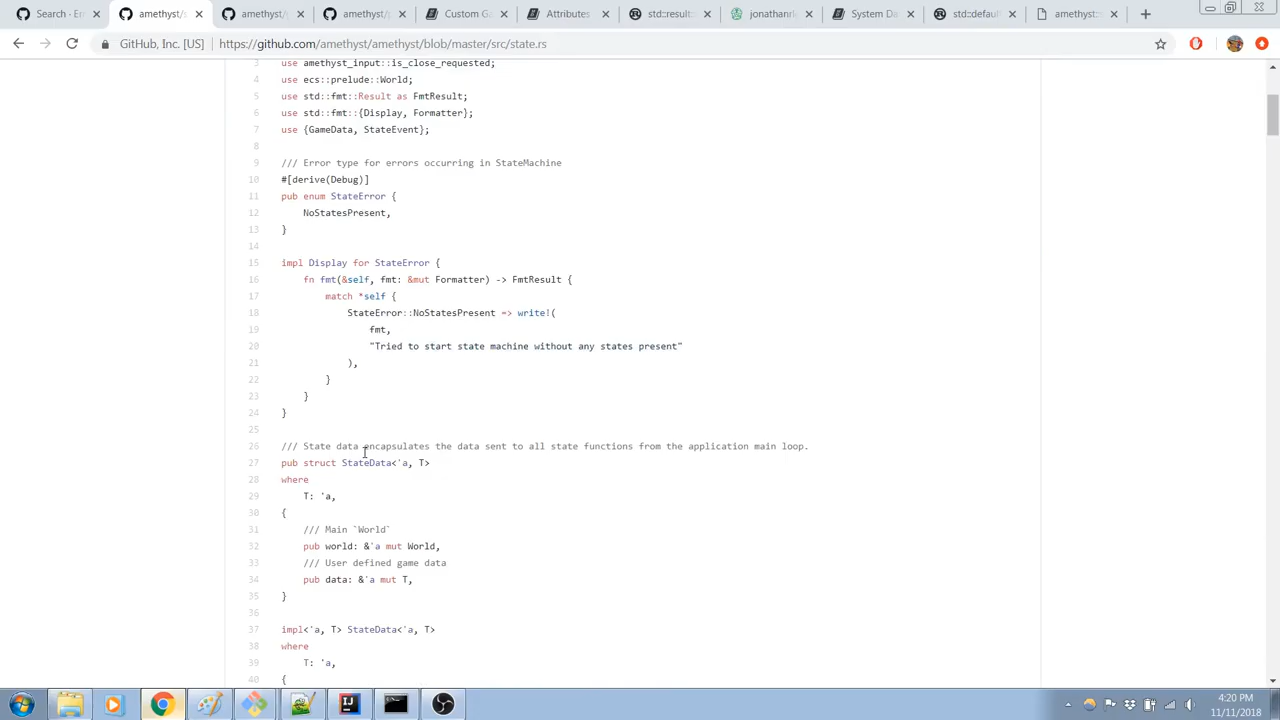 Search · Err
amethyst/s
amethyst/
amethyst/p
Custom G
Attributes
std::result
jonathanrl
System Da
std::defaul
amethyst::s
GitHub, Inc. [US] https://github.com/amethyst/amethyst/blob/master/src/state.rs
3 use amethyst_input::is_close_requested;
4 use ecs::prelude::World;
5 use std::fmt::Result as FmtResult;
6 use std::fmt::{Display, Formatter};
7 use {GameData, StateEvent};
8
9 /// Error type for errors occurring in StateMachine
10 #[derive(Debug)]
11 pub enum StateError {
12 NoStatesPresent,
13 }
14
15 impl Display for StateError {
16 fn fmt(&self, fmt: &mut Formatter) -> FmtResult {
17 match *self {
18 StateError::NoStatesPresent => write!(
19 fmt,
20 "Tried to start state machine without any states present"
21 ),
22 }
23 }
24 }
25
26 /// State data encapsulates the data sent to all state functions from the application main loop.
27 pub struct StateData<'a, T>
28 where
29 T: 'a,
30 {
31 /// Main `World`
32 pub world: &'a mut World,
33 /// User defined game data
34 pub data: &'a mut T,
35 }
36
37 impl<'a, T> StateData<'a, T>
38 where
39 T: 'a,
40 {
4:20 PM
11/11/2018